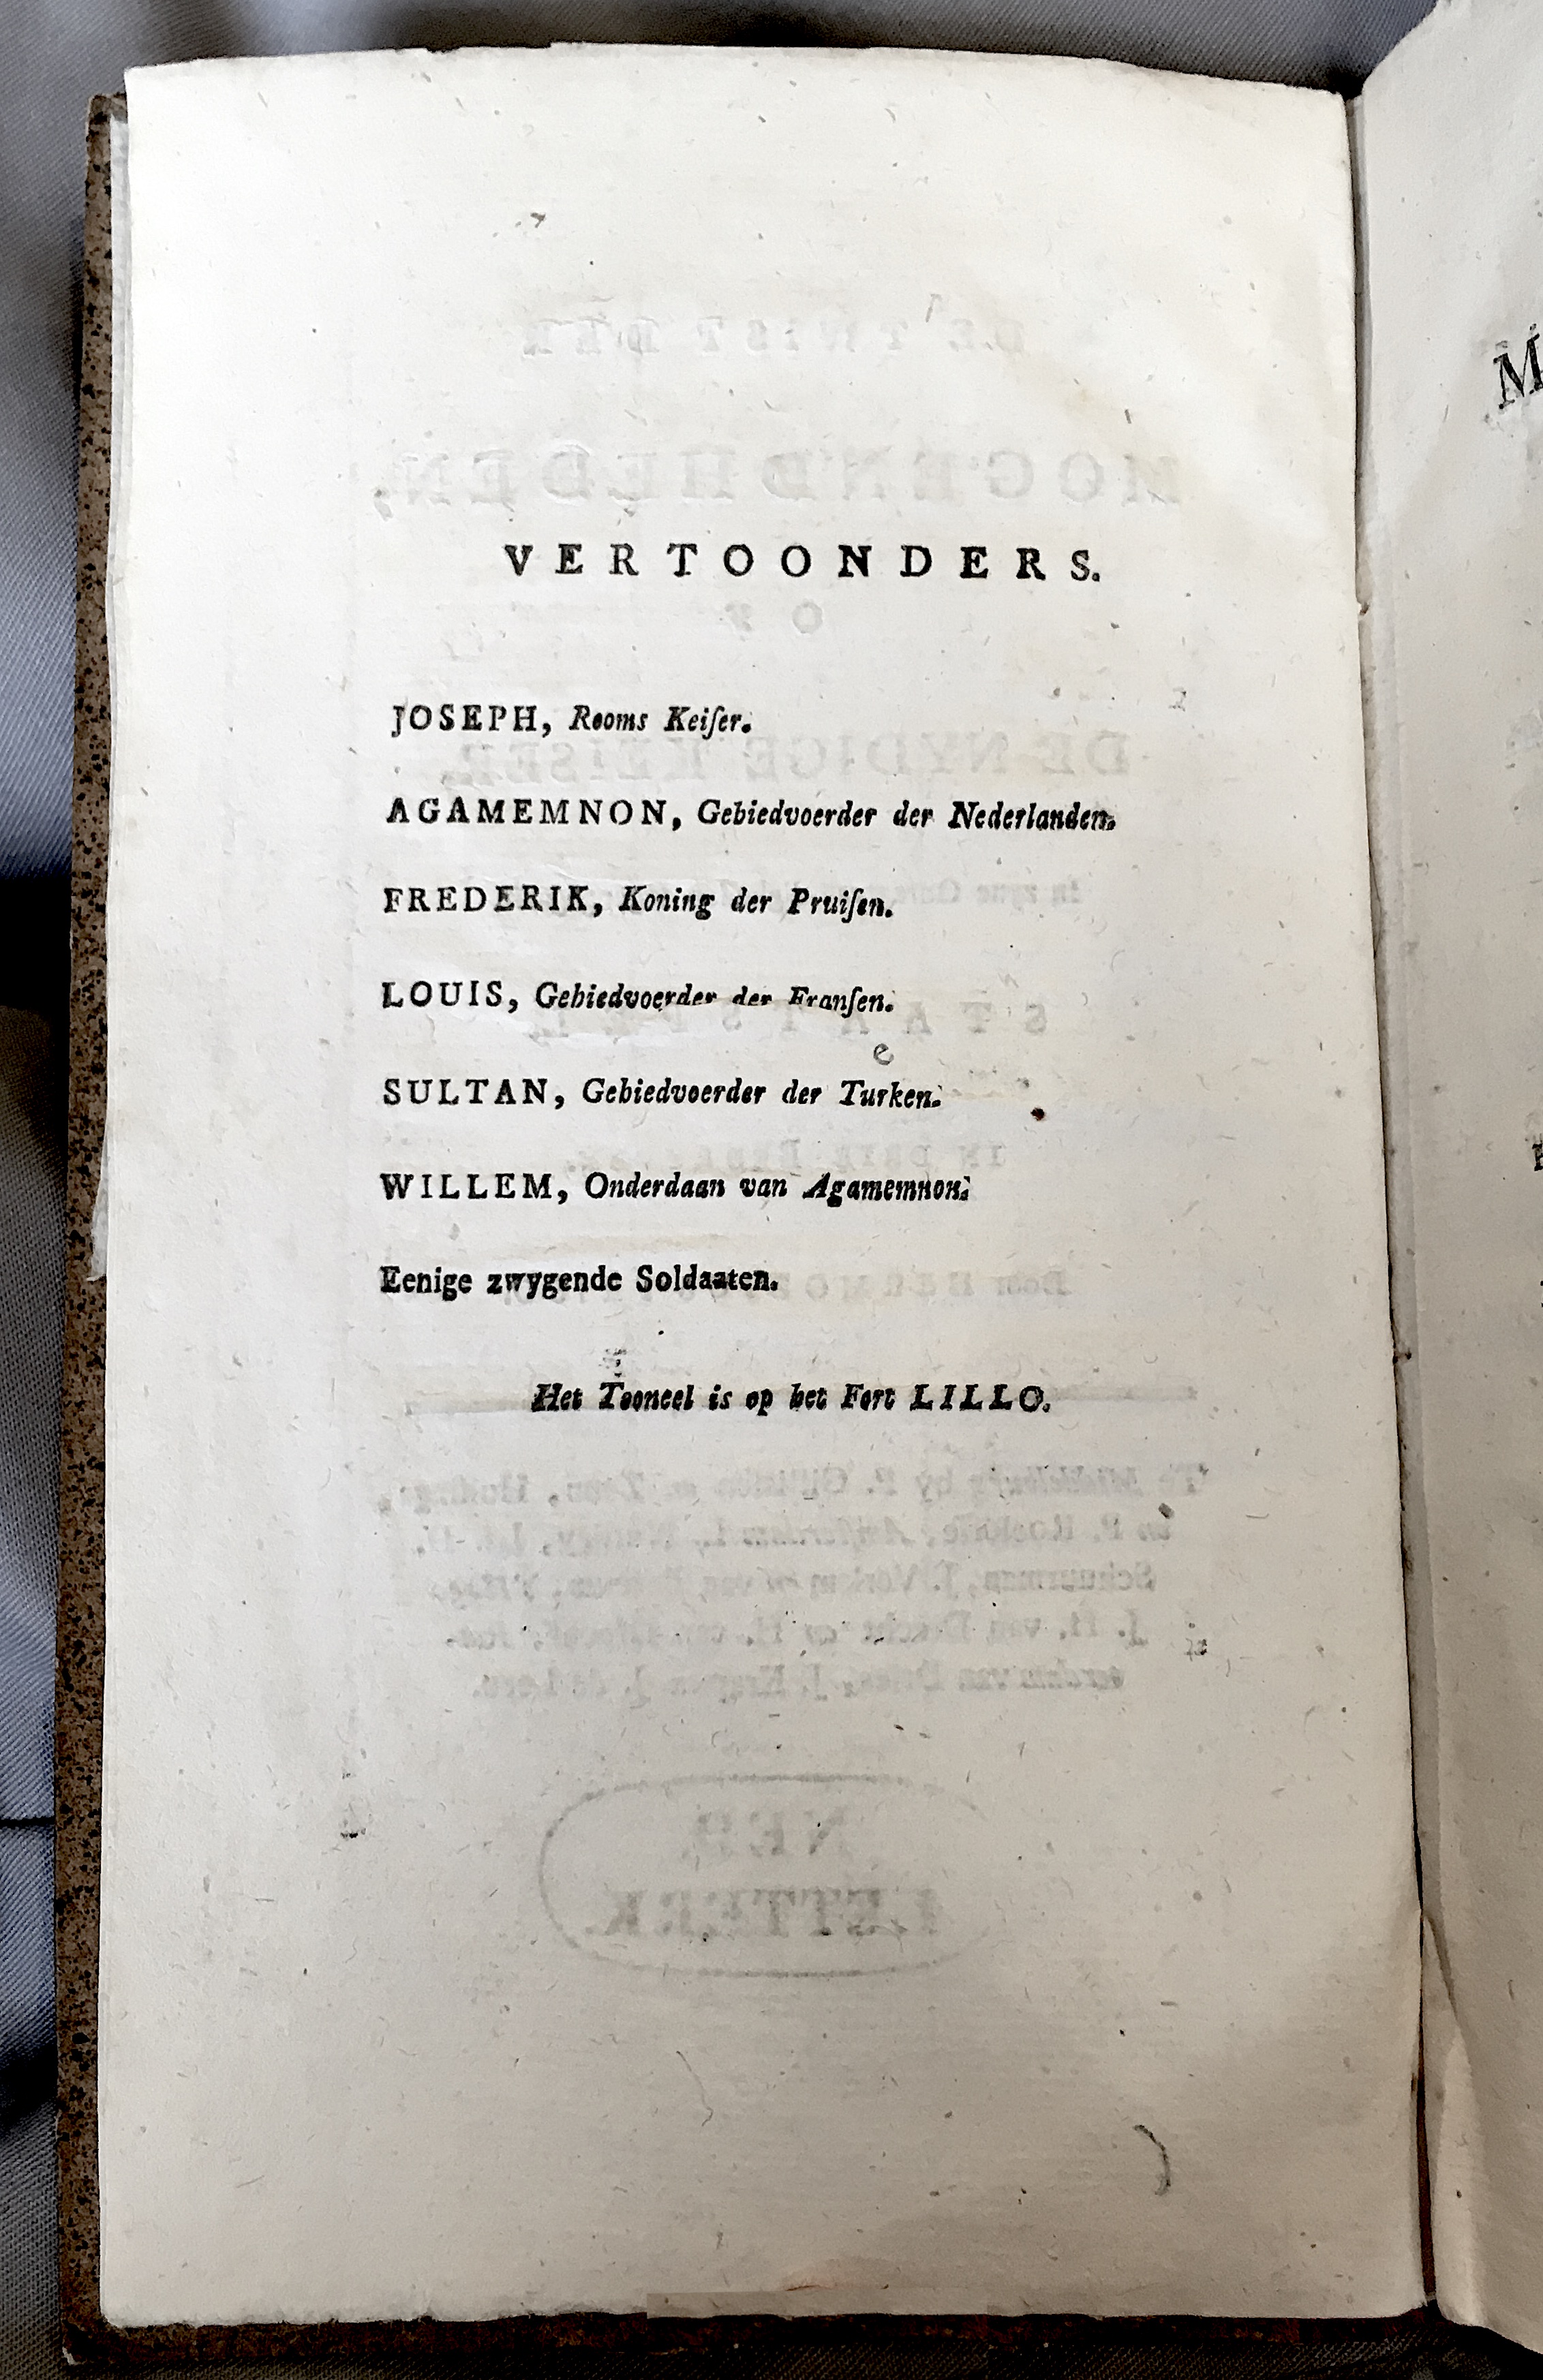 VERTOONDERS.
JOSEPH, Rooms Keiſer.
AGAMEMNON, Gebiedvoerder der Nederlanden.
FREDERIK, Koning der Pruiſen.
LOUIS, Gebiedvoerder der Franſen.
SULTAN, Gebiedvoerder der Turken.
WILLEM, Onderdaan van Agamemnon.
Eenige zwygende Soldaaten.
Het Tooneel is op het Fort LILLO.
M